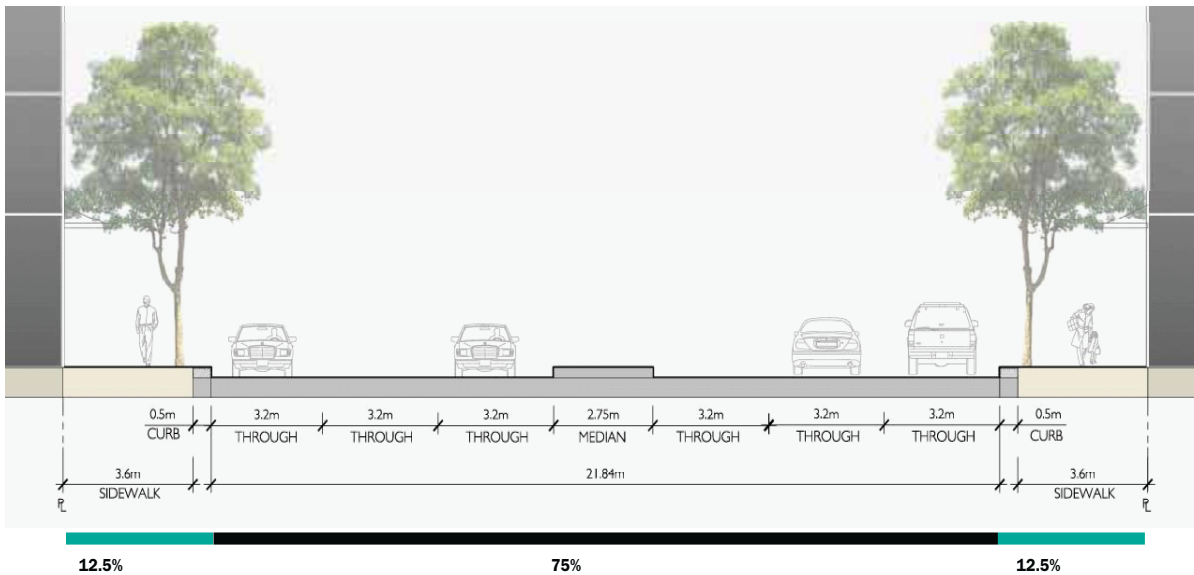 0.5m 3.2m 3.2m 3.2m 2.75m 3.2m 3.2m 3.2m 0.5m
CURB THROUGH THROUGH THROUGH MEDIAN THROUGH THROUGH THROUGH CURB
3.6m 21.84m 3.6m
SIDEWALK SIDEWALK
PL PL
12.5% 75% 12.5%